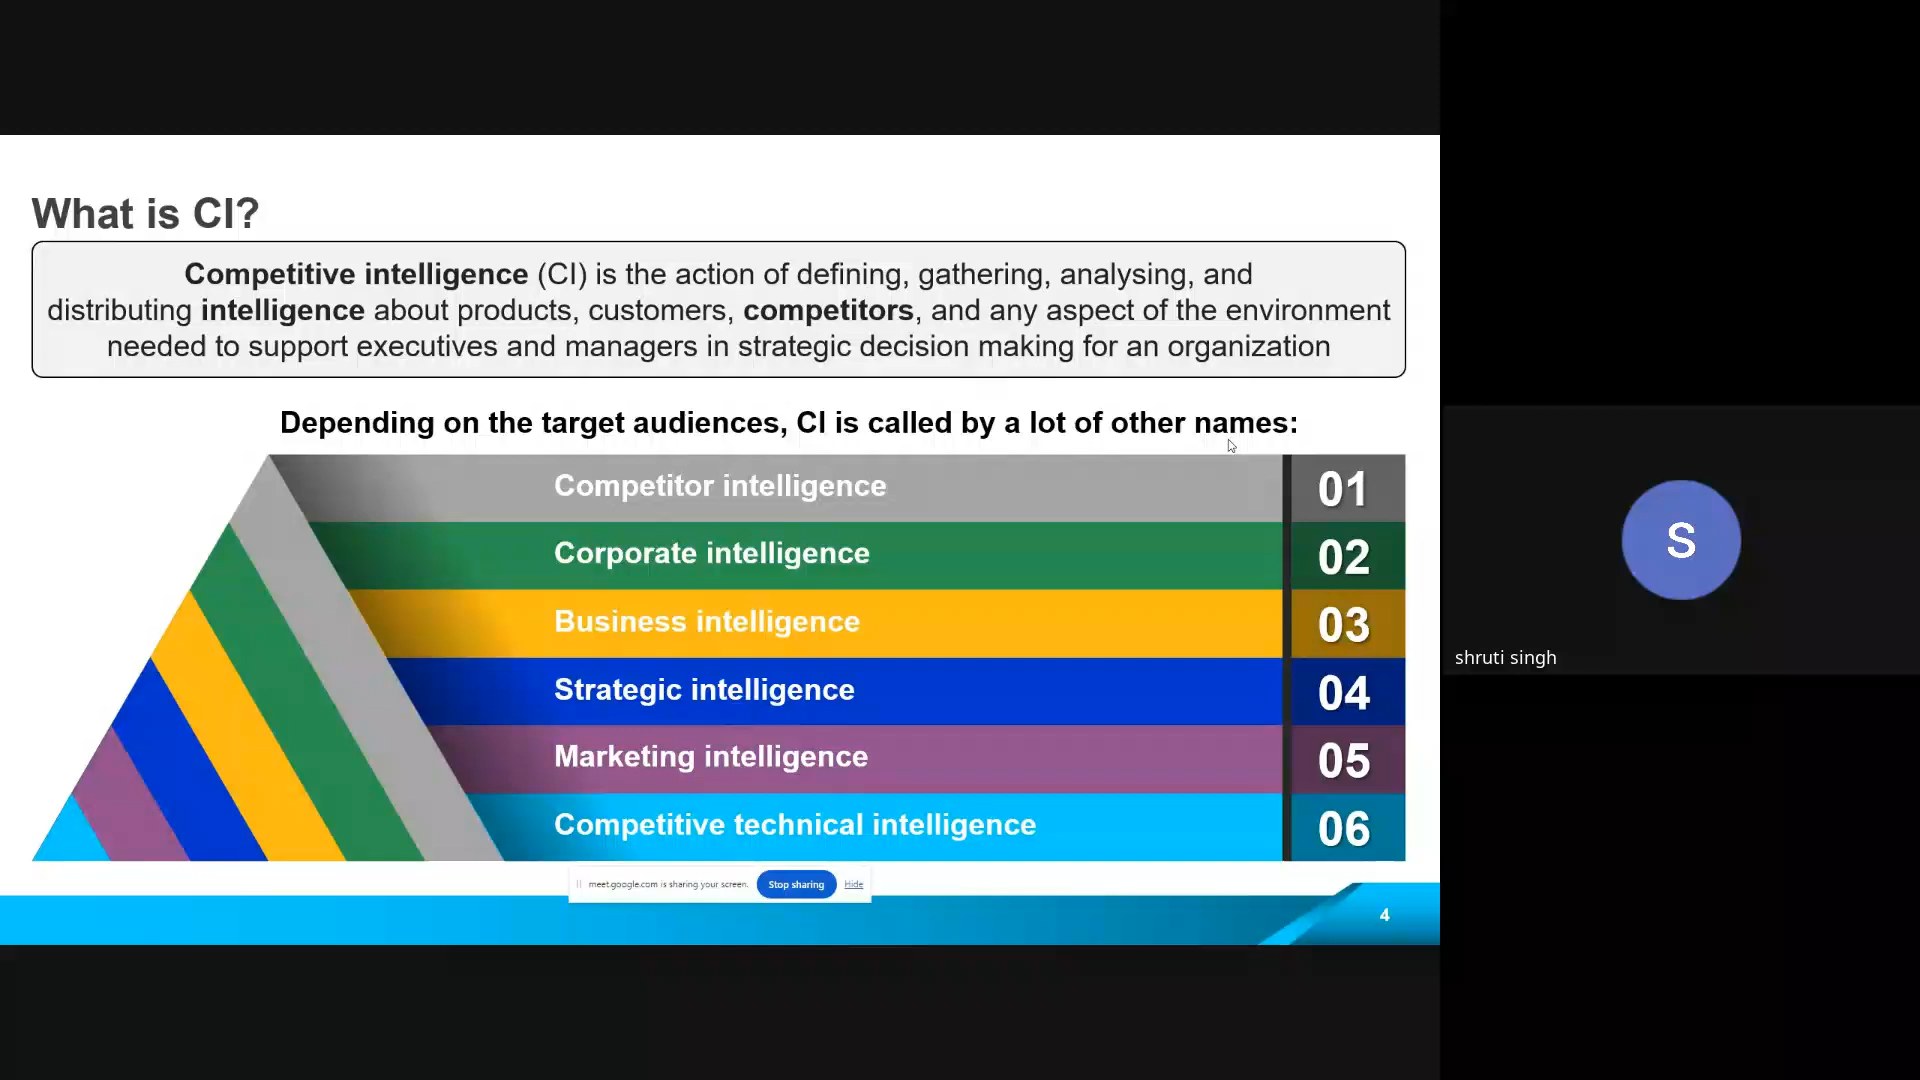 What is CI?
Competitive intelligence (CI) is the action of defining, gathering, analysing, and
distributing intelligence about products, customers, competitors, and any aspect of the environment
needed to support executives and managers in strategic decision making for an organization
Depending on the target audiences, CI is called by a lot of other names:
Competitor intelligence 01
Corporate intelligence 02
Business intelligence 03
Strategic intelligence 04
Marketing intelligence 05
Competitive technical intelligence 06
meet.google.com is sharing your screen. Stop sharing Hide
4
S
shruti singh